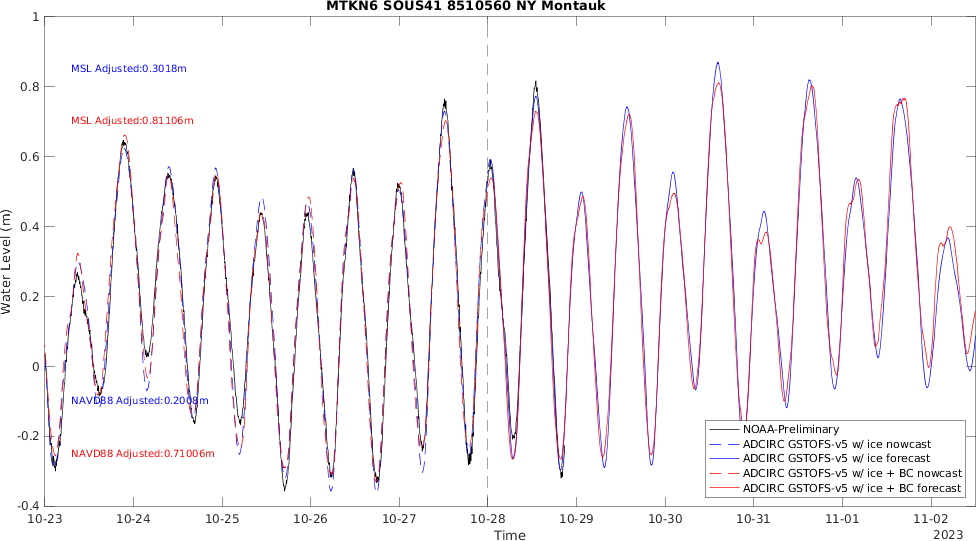 MTKN6 SOUS41 8510560 NY Montauk
1
0.8
0.6
0.4
0.2
0
-0.2
-0.4
Water Level (m)
MSL Adjusted:0.3018m
MSL Adjusted:0.81106m
NAVD88 Adjusted:0.2008m
NAVD88 Adjusted:0.71006m
NOAA-Preliminary
ADCIRC GSTOFS-v5 w/ ice nowcast
ADCIRC GSTOFS-v5 w/ ice forecast
ADCIRC GSTOFS-v5 w/ ice + BC nowcast
ADCIRC GSTOFS-v5 w/ ice + BC forecast
10-23 10-24 10-25 10-26 10-27 10-28 10-29 10-30 10-31 11-01 11-02
Time
2023